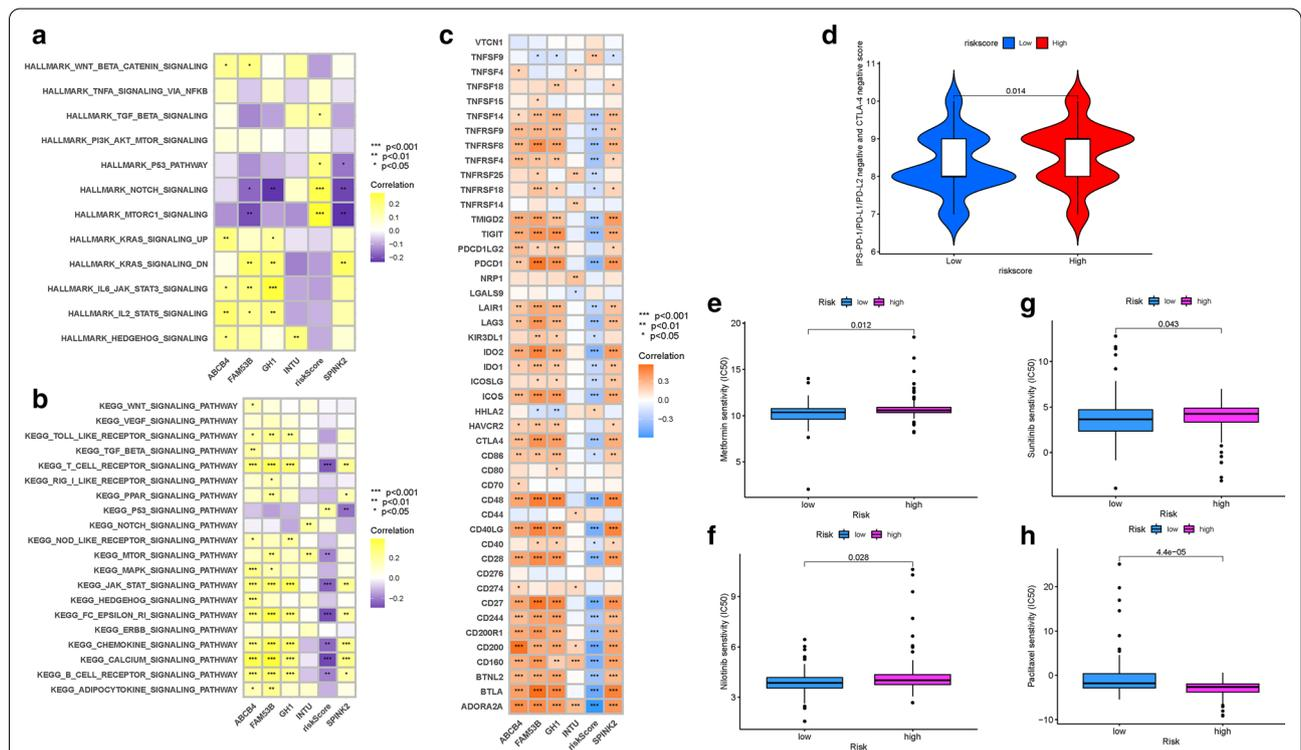 a
HALLMARK_WNT_BETA_CATENIN_SIGNALING
HALLMARK_TNFA_SIGNALING_VIA_NFKB
HALLMARK_TGF_BETA_SIGNALING
HALLMARK_PI3K_AKT_MTOR_SIGNALING
HALLMARK_P53_PATHWAY
HALLMARK_NOTCH_SIGNALING
HALLMARK_MTORC1_SIGNALING
HALLMARK_KRAS_SIGNALING_UP
HALLMARK_KRAS_SIGNALING_DN
HALLMARK_IL6_JAK_STAT3_SIGNALING
HALLMARK_IL2_STAT5_SIGNALING
HALLMARK_HEDGEHOG_SIGNALING
ABCB4 FAM53B GH1 INTU riskScore SPINK2
*** p<0.001
** p<0.01
* p<0.05
Correlation
0.2
0.1
0.0
−0.1
−0.2
b
KEGG_WNT_SIGNALING_PATHWAY
KEGG_VEGF_SIGNALING_PATHWAY
KEGG_TOLL_LIKE_RECEPTOR_SIGNALING_PATHWAY
KEGG_TGF_BETA_SIGNALING_PATHWAY
KEGG_T_CELL_RECEPTOR_SIGNALING_PATHWAY
KEGG_RIG_I_LIKE_RECEPTOR_SIGNALING_PATHWAY
KEGG_PPAR_SIGNALING_PATHWAY
KEGG_P53_SIGNALING_PATHWAY
KEGG_NOTCH_SIGNALING_PATHWAY
KEGG_NOD_LIKE_RECEPTOR_SIGNALING_PATHWAY
KEGG_MTOR_SIGNALING_PATHWAY
KEGG_MAPK_SIGNALING_PATHWAY
KEGG_JAK_STAT_SIGNALING_PATHWAY
KEGG_HEDGEHOG_SIGNALING_PATHWAY
KEGG_FC_EPSILON_RI_SIGNALING_PATHWAY
KEGG_ERBB_SIGNALING_PATHWAY
KEGG_CHEMOKINE_SIGNALING_PATHWAY
KEGG_CALCIUM_SIGNALING_PATHWAY
KEGG_B_CELL_RECEPTOR_SIGNALING_PATHWAY
KEGG_ADIPOCYTOKINE_SIGNALING_PATHWAY
ABCB4 FAM53B GH1 INTU riskScore SPINK2
*** p<0.001
** p<0.01
* p<0.05
Correlation
0.2
0.0
−0.2
c
VTCN1
TNFSF9
TNFSF4
TNFSF18
TNFSF15
TNFSF14
TNFRSF9
TNFRSF8
TNFRSF4
TNFRSF25
TNFRSF18
TNFRSF14
TMIGD2
TIGIT
PDCD1LG2
PDCD1
NRP1
LGALS9
LAIR1
LAG3
KIR3DL1
IDO2
IDO1
ICOSLG
ICOS
HHLA2
HAVCR2
CTLA4
CD86
CD80
CD70
CD48
CD44
CD40LG
CD40
CD28
CD276
CD274
CD27
CD244
CD200R1
CD200
CD160
BTNL2
BTLA
ADORA2A
ABCB4 FAM53B GH1 INTU riskScore SPINK2
*** p<0.001
** p<0.01
* p<0.05
Correlation
0.3
0.0
−0.3
d
riskscore Low High
IPS-PD-1/PD-L1/PD-L2 negative and CTLA-4 negative score
11
10
9
8
7
6
0.014
Low High
riskscore
e
Risk low high
Metformin senstivity (IC50)
20
15
10
5
0.012
low high
Risk
g
Risk low high
Sunitinib senstivity (IC50)
10
5
0
0.043
low high
Risk
f
Risk low high
Nilotinib senstivity (IC50)
9
6
3
0.028
low high
Risk
h
Risk low high
Paclitaxel senstivity (IC50)
20
10
0
−10
4.4e−05
low high
Risk